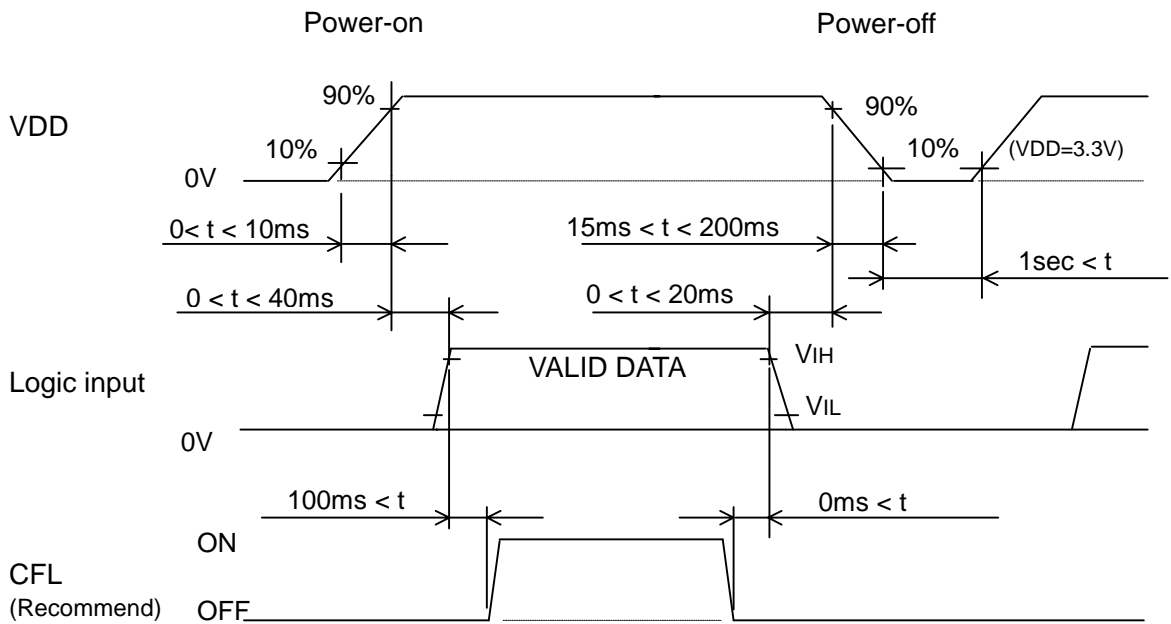 Power-on
Power-off
VDD
90%
10%
0V
90%
10%
(VDD=3.3V)
0< t < 10ms
15ms < t < 200ms
1sec < t
0 < t < 40ms
0 < t < 20ms
Logic input
VALID DATA
VIH
VIL
0V
100ms < t
0ms < t
CFL
(Recommend)
ON
OFF